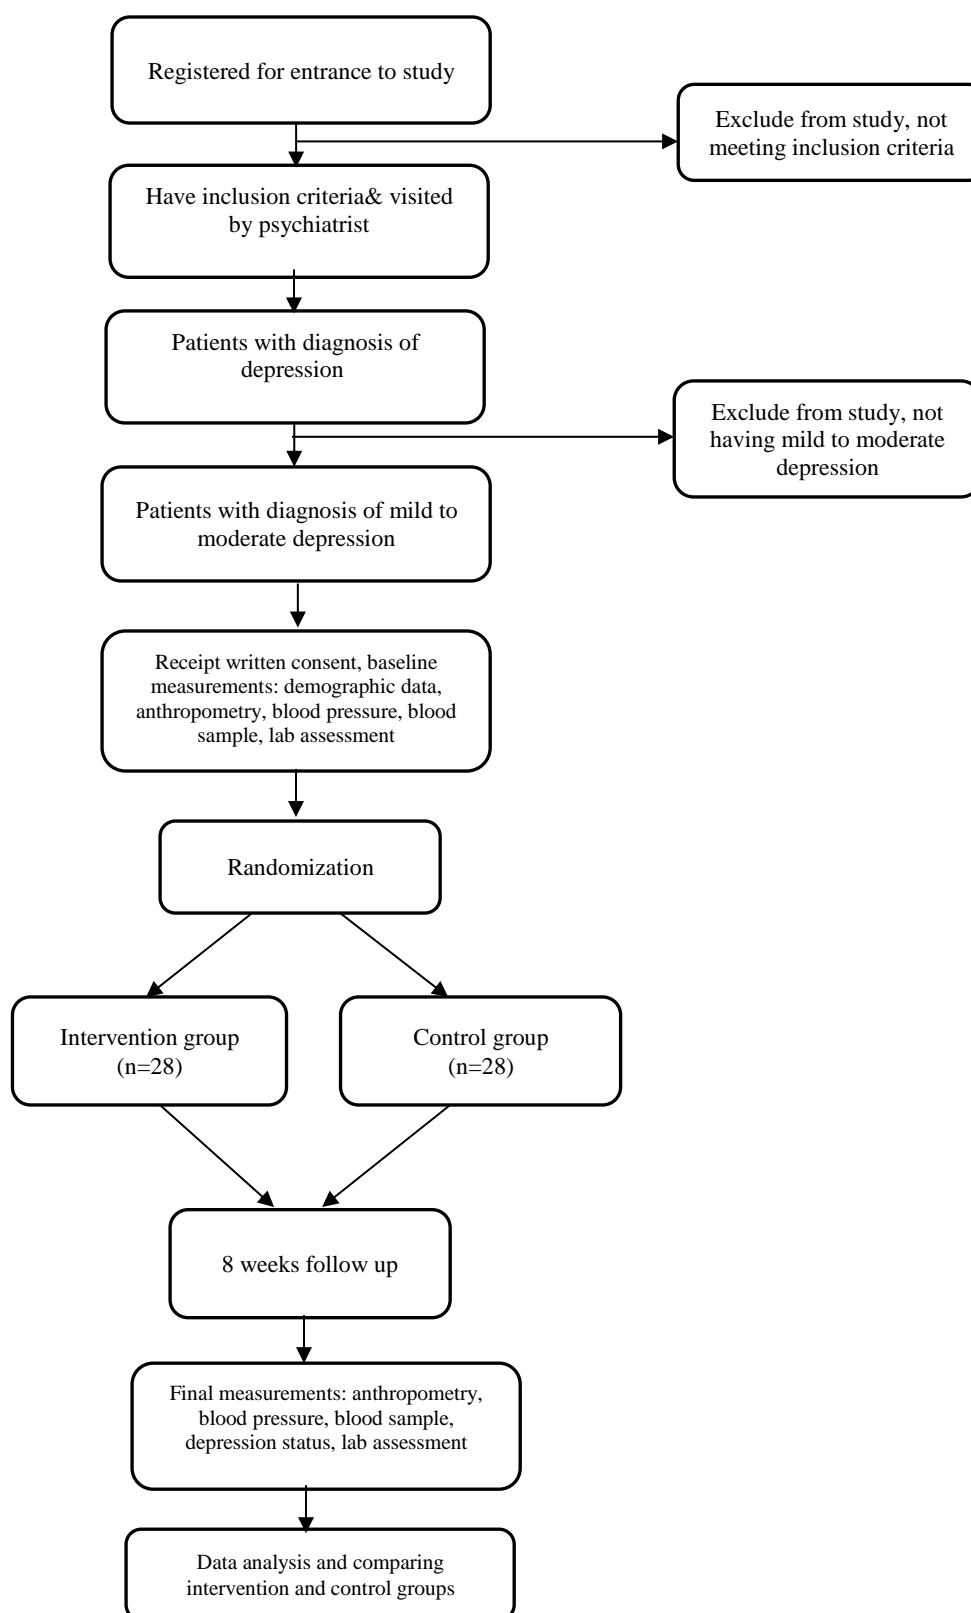 Registered for entrance to study
Exclude from study, not
meeting inclusion criteria
Have inclusion criteria& visited
by psychiatrist
Patients with diagnosis of
depression
Exclude from study, not
having mild to moderate
depression
Patients with diagnosis of mild to
moderate depression
Receipt written consent, baseline
measurements: demographic data,
anthropometry, blood pressure, blood
sample, lab assessment
Randomization
Intervention group
(n=28)
Control group
(n=28)
8 weeks follow up
Final measurements: anthropometry,
blood pressure, blood sample,
depression status, lab assessment
Data analysis and comparing
intervention and control groups